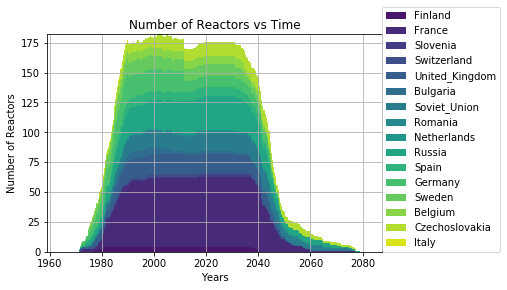 Number of Reactors vs Time
Number of Reactors
175
150
125
100
75
50
25
0
1960
1980
2000
2020
2040
2060
2080
Years
Finland
France
Slovenia
Switzerland
United_Kingdom
Bulgaria
Soviet_Union
Romania
Netherlands
Russia
Spain
Germany
Sweden
Belgium
Czechoslovakia
Italy